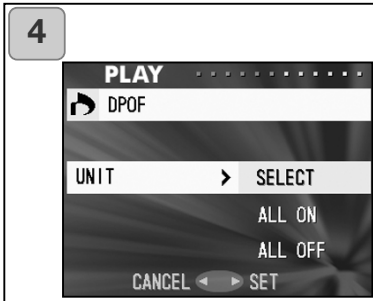 4
PLAY
DPOF
UNIT > SELECT
ALL ON
ALL OFF
CANCEL ◄ ► SET